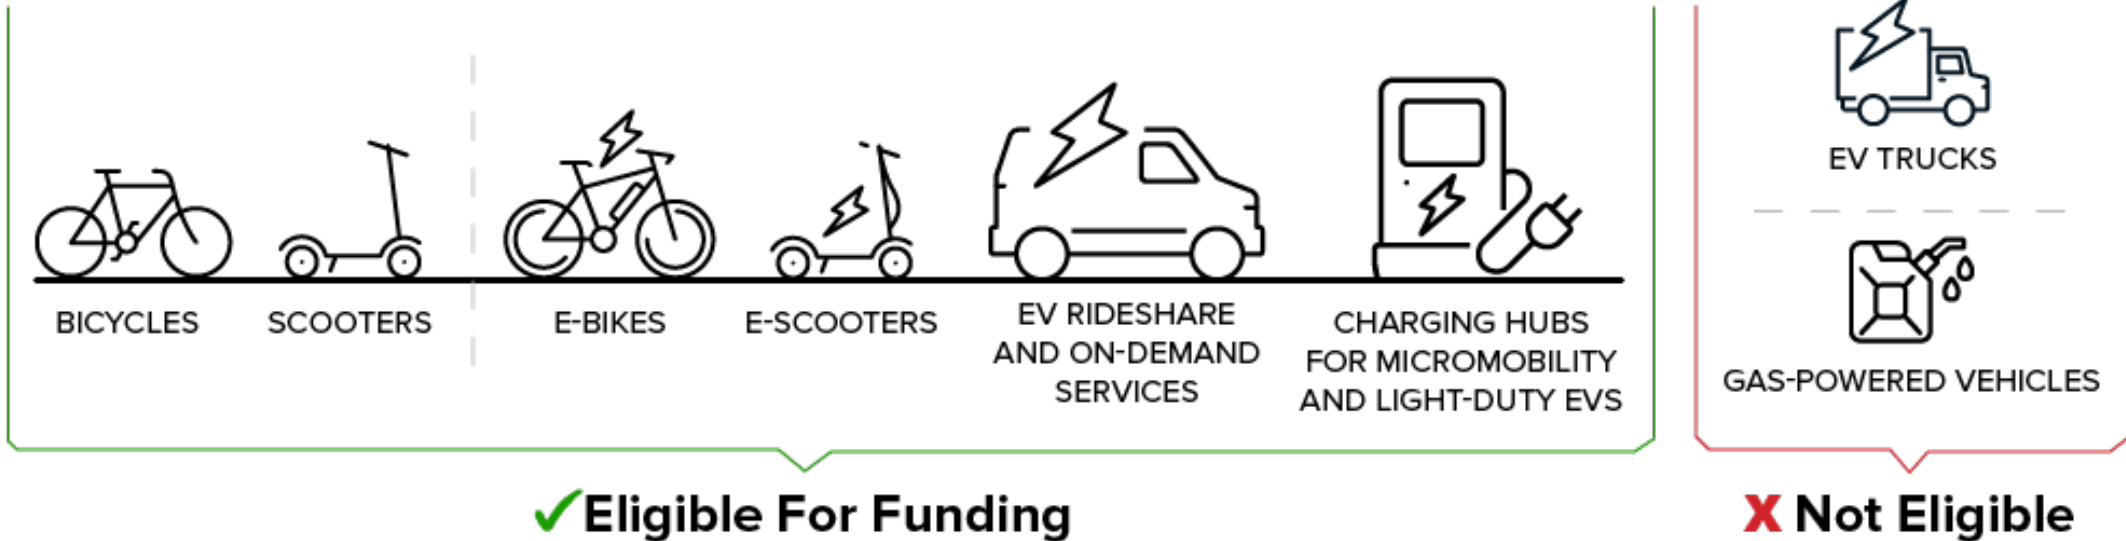 BICYCLES
SCOOTERS
E-BIKES
E-SCOOTERS
EV RIDESHARE
AND ON-DEMAND
SERVICES
CHARGING HUBS
FOR MICROMOBILITY
AND LIGHT-DUTY EVS
Eligible For Funding
EV TRUCKS
GAS-POWERED VEHICLES
X Not Eligible